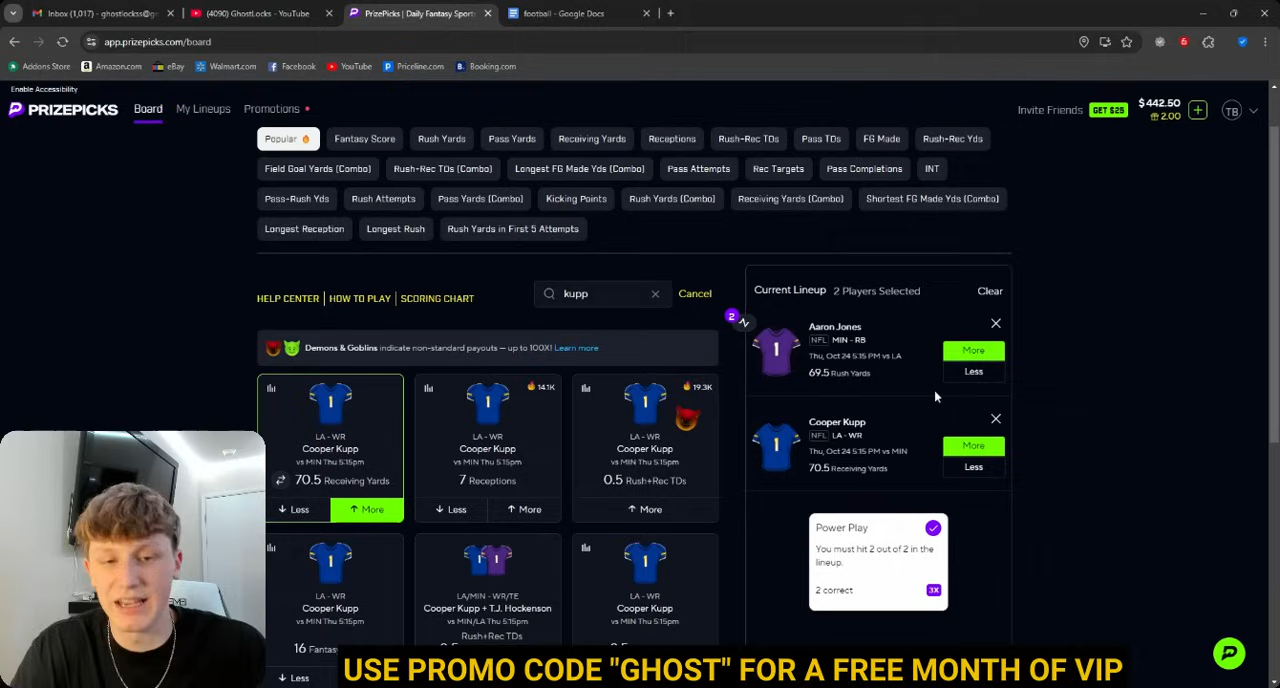 Inbox (1,017) - ghostlockss@gm
(4090) GhostLocks - YouTube
PrizePicks | Daily Fantasy Sports
football - Google Docs
app.prizepicks.com/board
Addons Store
Amazon.com
eBay
Walmart.com
Facebook
YouTube
Priceline.com
Booking.com
Enable Accessibility
PRIZEPICKS
Board
My Lineups
Promotions
Invite Friends
GET $25
$442.50
2.00
TB
Popular
Fantasy Score
Rush Yards
Pass Yards
Receiving Yards
Receptions
Rush+Rec TDs
Pass TDs
FG Made
Rush+Rec Yds
Field Goal Yards (Combo)
Rush+Rec TDs (Combo)
Longest FG Made Yds (Combo)
Pass Attempts
Rec Targets
Pass Completions
INT
Pass+Rush Yds
Rush Attempts
Pass Yards (Combo)
Kicking Points
Rush Yards (Combo)
Receiving Yards (Combo)
Shortest FG Made Yds (Combo)
Longest Reception
Longest Rush
Rush Yards in First 5 Attempts
HELP CENTER
HOW TO PLAY
SCORING CHART
kupp
Cancel
Demons & Goblins indicate non-standard payouts — up to 100X! Learn more
LA - WR
Cooper Kupp
vs MIN Thu 5:15pm
70.5 Receiving Yards
Less
More
14.1K
LA - WR
Cooper Kupp
vs MIN Thu 5:15pm
7 Receptions
Less
More
19.3K
LA - WR
Cooper Kupp
vs MIN Thu 5:15pm
0.5 Rush+Rec TDs
More
LA - WR
Cooper Kupp
vs MIN Thu 5:15pm
16 Fantas
Less
LA/MIN - WR/TE
Cooper Kupp + T.J. Hockenson
vs MIN/LA Thu 5:15pm
Rush+Rec TDs
LA - WR
Cooper Kupp
vs MIN Thu 5:15pm
Current Lineup
2 Players Selected
Clear
2
Aaron Jones
NFL MIN - RB
Thu, Oct 24 5:15 PM vs LA
69.5 Rush Yards
More
Less
Cooper Kupp
NFL LA - WR
Thu, Oct 24 5:15 PM vs MIN
70.5 Receiving Yards
More
Less
Power Play
You must hit 2 out of 2 in the
lineup.
2 correct
3X
USE PROMO CODE "GHOST" FOR A FREE MONTH OF VIP